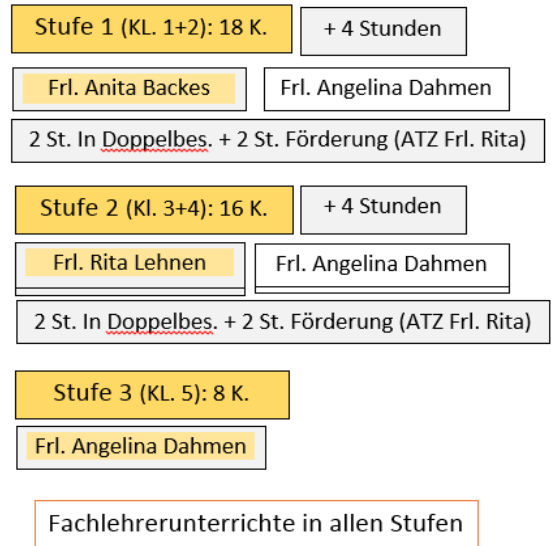 Stufe 1 (KL. 1+2): 18 K. + 4 Stunden
Frl. Anita Backes Frl. Angelina Dahmen
2 St. In Doppelbes. + 2 St. Förderung (ATZ Frl. Rita)
Stufe 2 (Kl. 3+4): 16 K. + 4 Stunden
Frl. Rita Lehnen Frl. Angelina Dahmen
2 St. In Doppelbes. + 2 St. Förderung (ATZ Frl. Rita)
Stufe 3 (KL. 5): 8 K.
Frl. Angelina Dahmen
Fachlehrerunterrichte in allen Stufen